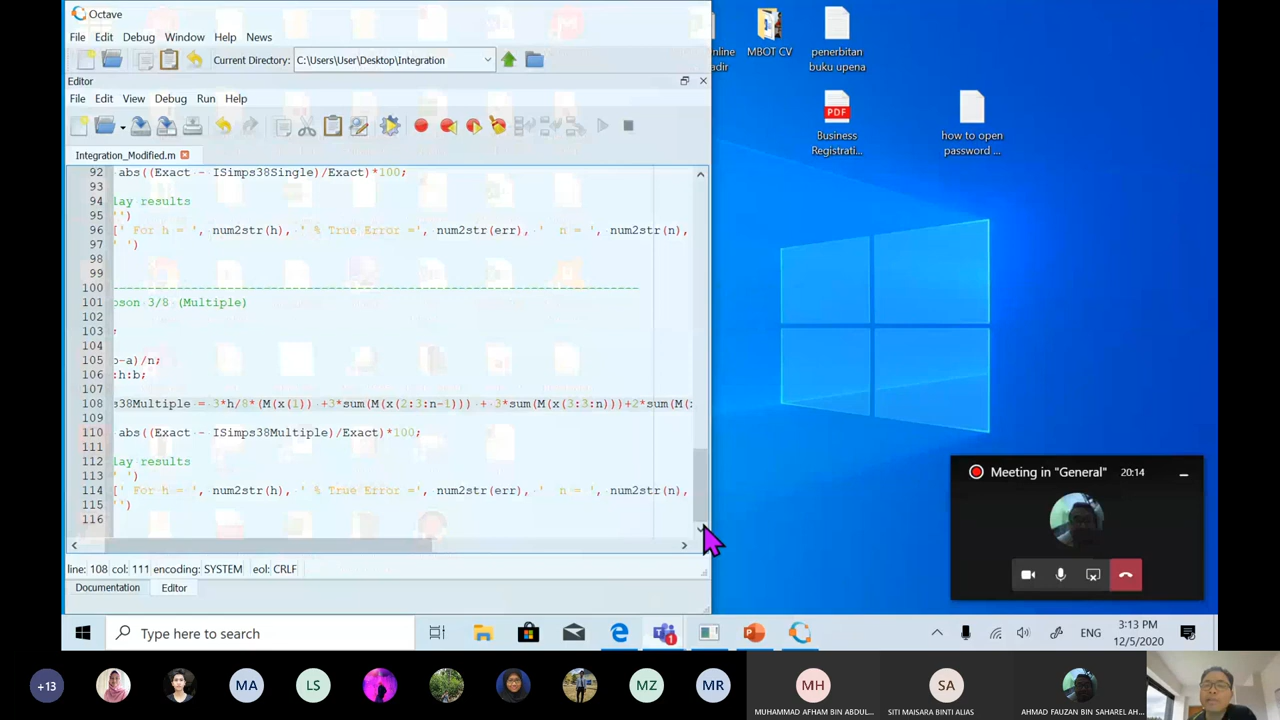 Octave
File Edit Debug Window Help News
Current Directory: C:\Users\User\Desktop\Integration
Editor
File Edit View Debug Run Help
Integration_Modified.m
92 abs((Exact - ISimps38Single)/Exact)*100;
93
94 lay results
95 '')
96 [' For h = ', num2str(h), ' % True Error =', num2str(err), ' n = ', num2str(n),
97 ' ')
98
99
100 ---------------------------------------------------------------------------
101 pson 3/8 (Multiple)
102
103 ;
104
105 b-a)/n;
106 :h:b;
107
108 s38Multiple = 3*h/8*(M(x(1)) +3*sum(M(x(2:3:n-1))) + 3*sum(M(x(3:3:n)))+2*sum(M(x
109
110 abs((Exact - ISimps38Multiple)/Exact)*100;
111
112 lay results
113 ' ')
114 [' For h = ', num2str(h), ' % True Error =', num2str(err), ' n = ', num2str(n),
115 '')
116
line: 108 col: 111 encoding: SYSTEM eol: CRLF
Documentation Editor
MBOT CV
penerbitan
buku upena
PDF
Business
Registrati...
how to open
password ...
Meeting in "General" 20:14
Type here to search
1
ENG
3:13 PM
12/5/2020
+13
MA
LS
MZ
MR
MH
MUHAMMAD AFHAM BIN ABDUL...
SA
SITI MAISARA BINTI ALIAS
AHMAD FAUZAN BIN SAHAREL AH...